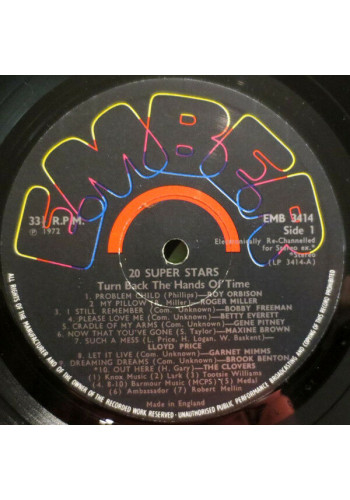 EMBER
33⅓ R.P.M.
℗ 1972
EMB 3414
Side 1
Electronically Re-Channelled
for Stereo ex.*
*Stereo
(LP 3414-A)
20 SUPER STARS
Turn Back The Hands Of Time
1. PROBLEM CHILD (Phillips)—ROY ORBISON
2. MY PILLOW (R. Miller)—ROGER MILLER
3. I STILL REMEMBER (Com. Unknown)—BOBBY FREEMAN
4. PLEASE LOVE ME (Com. Unknown)—BETTY EVERETT
5. CRADLE OF MY ARMS (Com. Unknown)—GENE PITNEY
6. NOW THAT YOU'VE GONE (S. Taylor)—MAXINE BROWN
7. SUCH A MESS (L. Price, H. Logan, W. Baskent)—
LLOYD PRICE
8. LET IT LIVE (Com. Unknown)—GARNET MIMMS
DREAMING DREAMS (Com. Unknown)—BROOK BENTON
*10. OUT HERE (H. Gary)—THE CLOVERS
(1) Knox Music (2) Lark (3) Tootsie Williams
(4. 8-10) Barmour Music (MCPS) (5) Medal
(6) Ambassador (7) Robert Mellin
Made in England
ALL RIGHTS OF THE MANUFACTURER AND OF THE OWNER OF THE RECORDED WORK RESERVED - UNAUTHORISED PUBLIC PERFORMANCE BROADCASTING AND COPYING OF THIS RECORD PROHIBITED